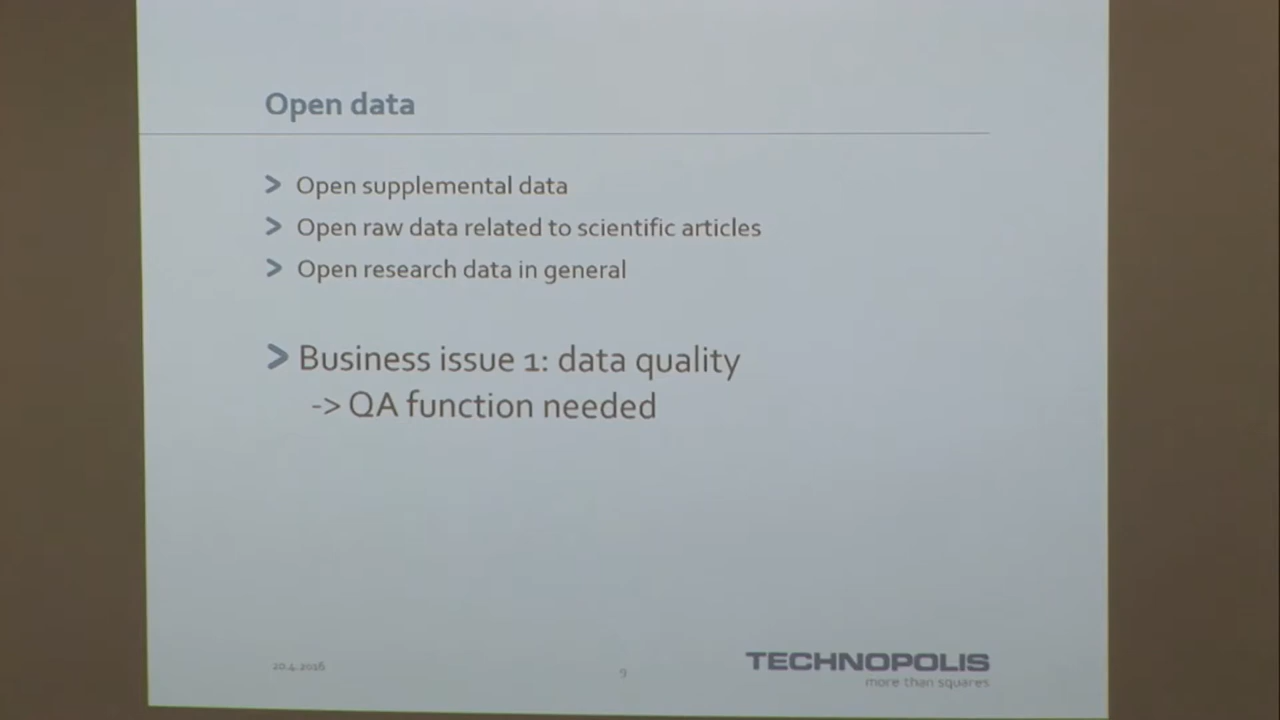 Open data
> Open supplemental data
> Open raw data related to scientific articles
> Open research data in general
> Business issue 1: data quality
-> QA function needed
20.4.2016
9
TECHNOPOLIS
more than squares